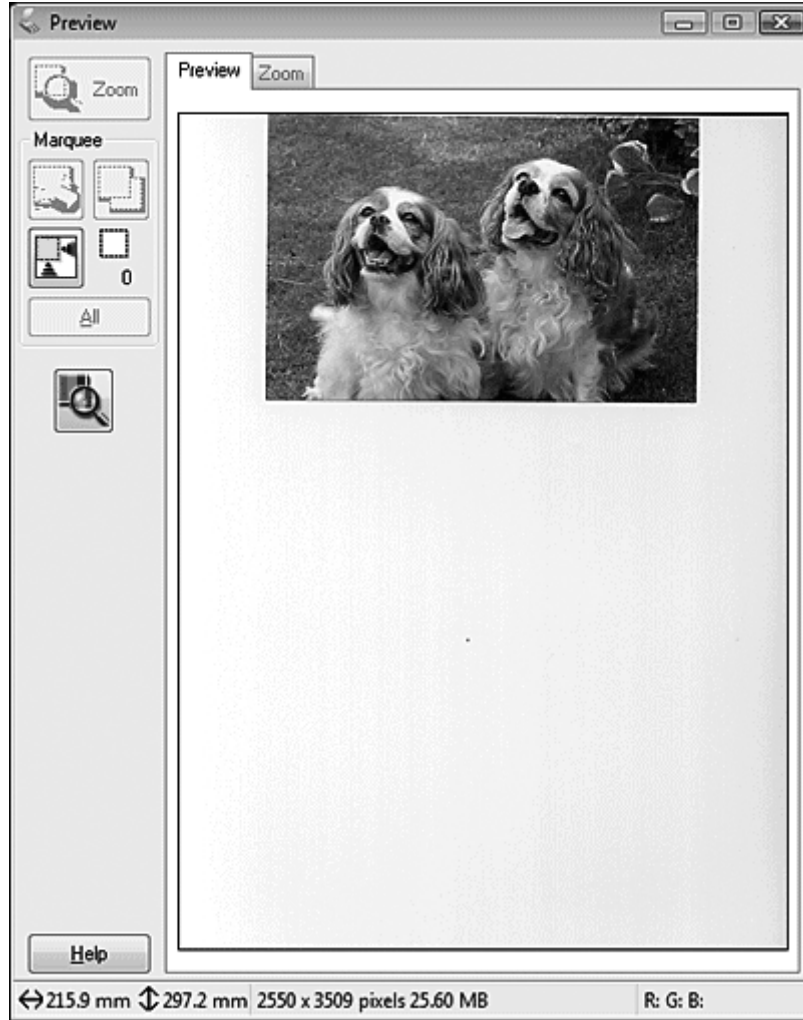 Preview
Zoom
Preview Zoom
Marquee
0
All
Help
215.9 mm 297.2 mm 2550 x 3509 pixels 25.60 MB R: G: B: